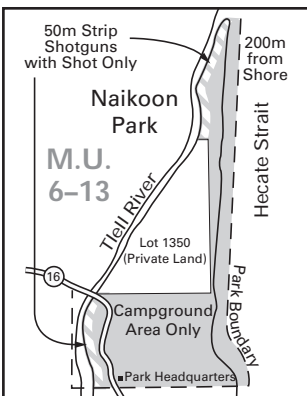 50m Strip
Shotguns
with Shot Only
200m
from
Shore
Naikoon
Park
Hecate Strait
M.U.
6–13
Tlell River
Lot 1350
(Private Land)
16
Campground
Area Only
Park Boundary
Park Headquarters